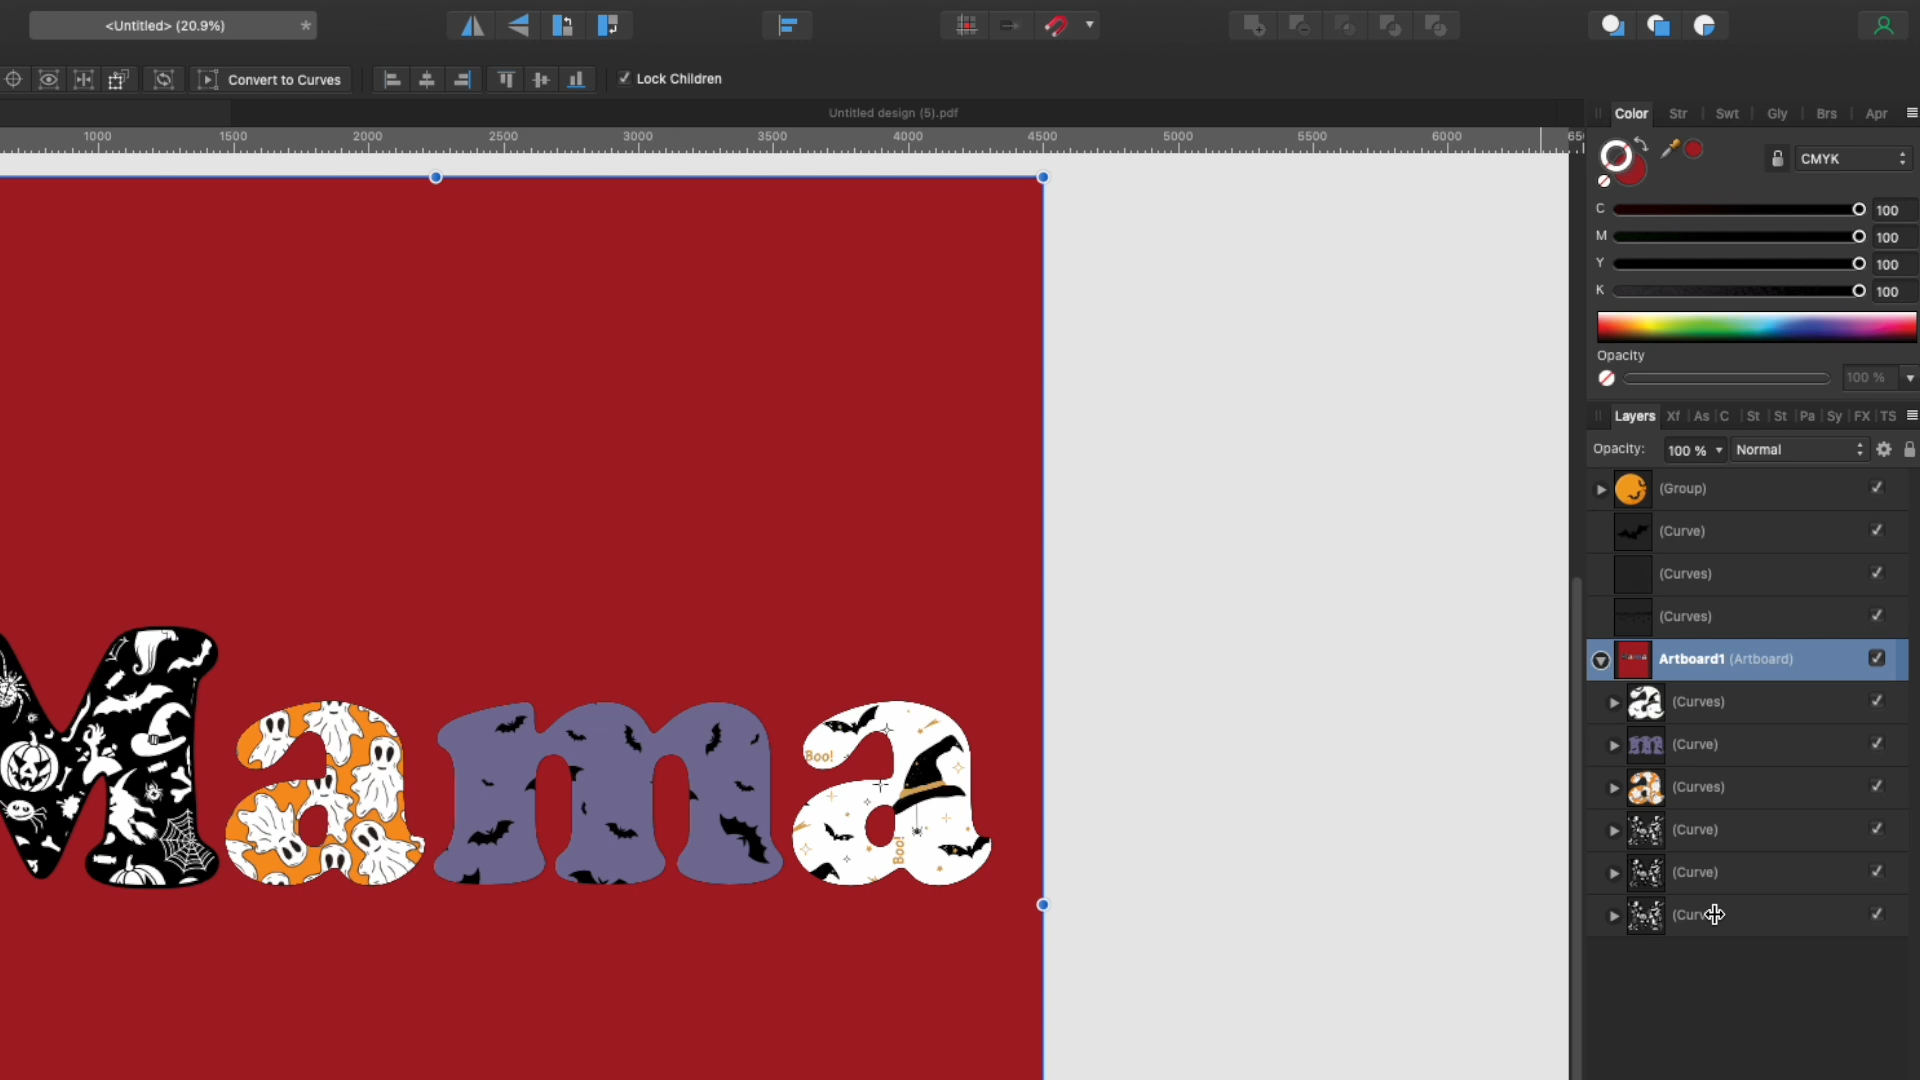 <Untitled> (20.9%)
Convert to Curves
Lock Children
Untitled design (5).pdf
1000 1500 2000 2500 3000 3500 4000 4500 5000 5500 6000 650
Color Str Swt Gly Brs Apr
CMYK
C 100
M 100
Y 100
K 100
Opacity
100 %
Layers Xf As C St St Pa Sy FX TS
Opacity: 100 % Normal
(Group)
(Curve)
(Curves)
(Curves)
Artboard1 (Artboard)
(Curves)
(Curve)
(Curves)
(Curve)
(Curve)
(Curv
Mama
Boo!
Boo!